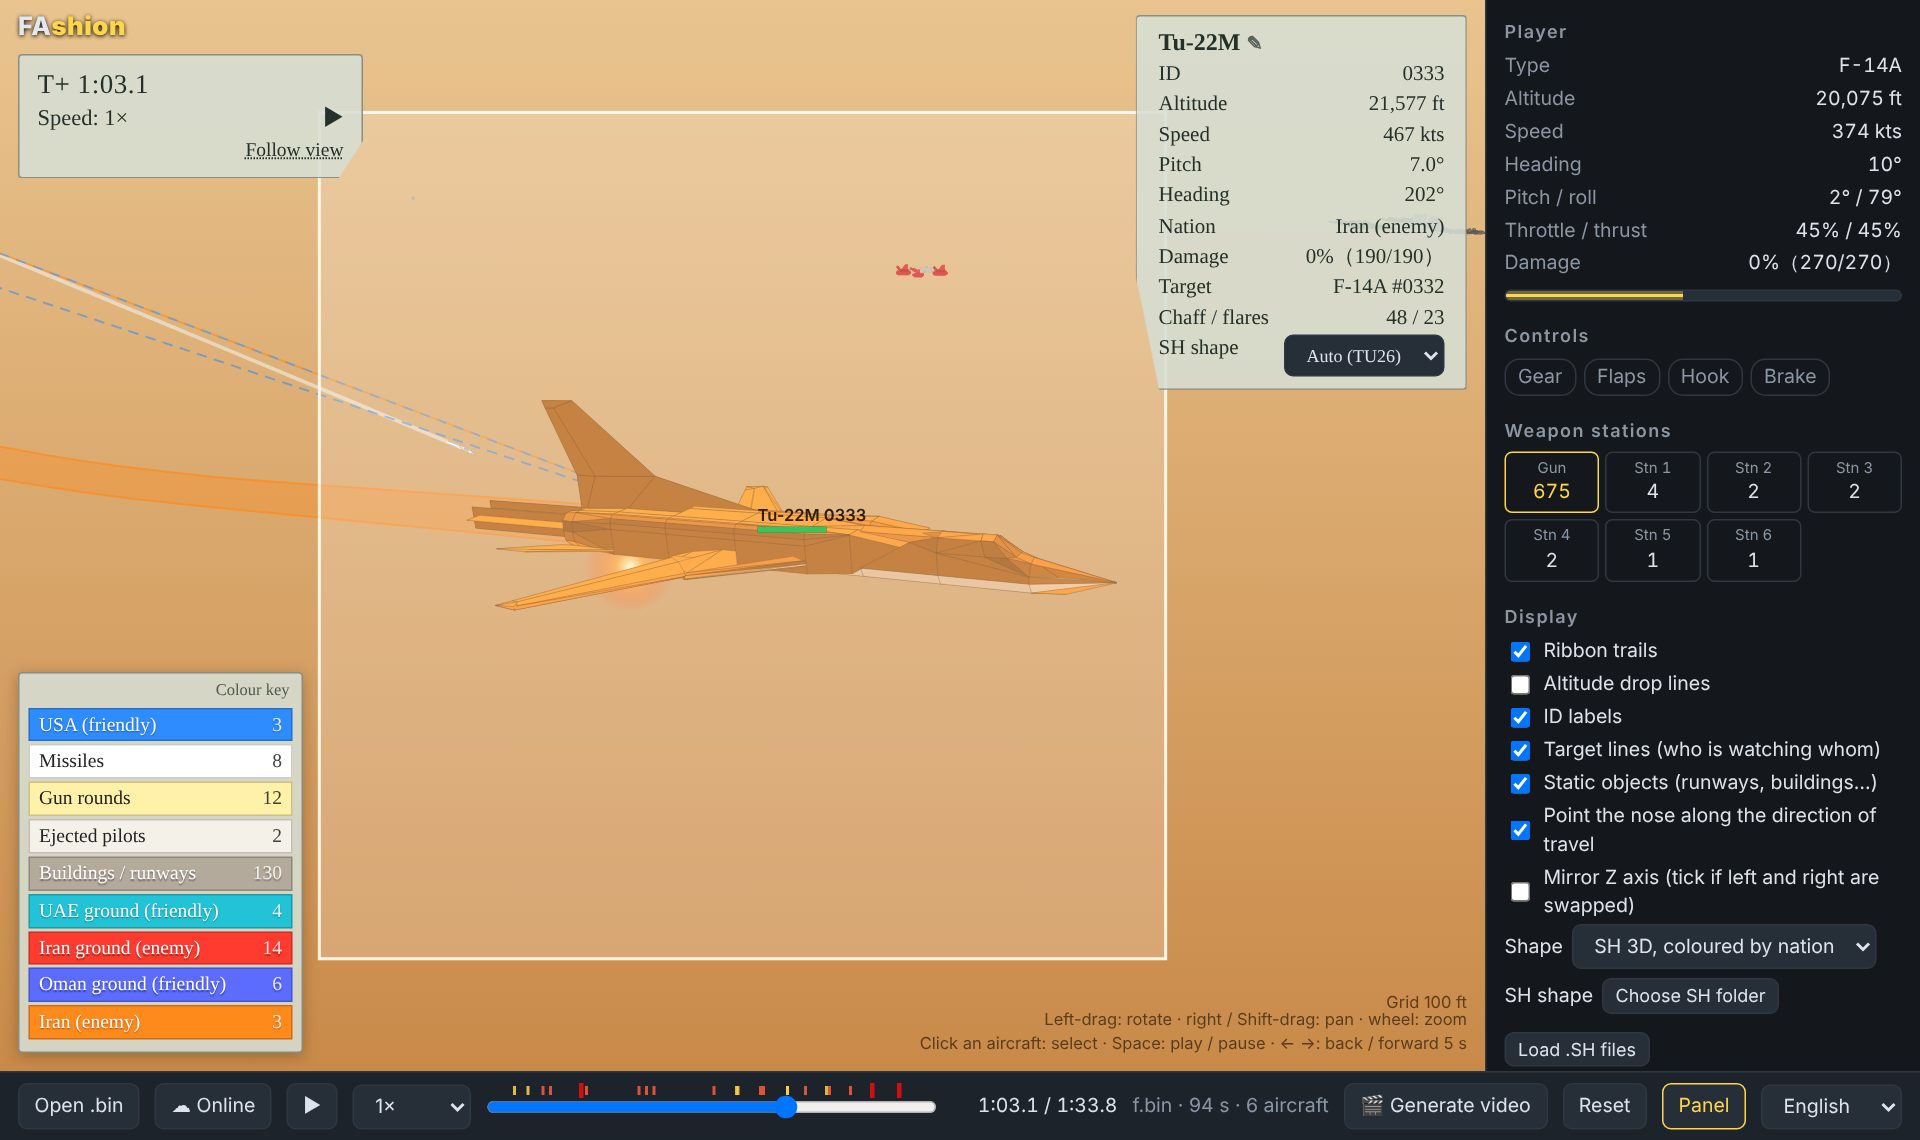 FAshion
T+ 1:03.1
Speed: 1×
Follow view
Tu-22M ✎
ID 0333
Altitude 21,577 ft
Speed 467 kts
Pitch 7.0°
Heading 202°
Nation Iran (enemy)
Damage 0%（190/190）
Target F-14A #0332
Chaff / flares 48 / 23
SH shape Auto (TU26)
Tu-22M 0333
Colour key
USA (friendly) 3
Missiles 8
Gun rounds 12
Ejected pilots 2
Buildings / runways 130
UAE ground (friendly) 4
Iran ground (enemy) 14
Oman ground (friendly) 6
Iran (enemy) 3
Grid 100 ft
Left-drag: rotate · right / Shift-drag: pan · wheel: zoom
Click an aircraft: select · Space: play / pause · ← →: back / forward 5 s
Player
Type F-14A
Altitude 20,075 ft
Speed 374 kts
Heading 10°
Pitch / roll 2° / 79°
Throttle / thrust 45% / 45%
Damage 0%（270/270）
Controls
Gear Flaps Hook Brake
Weapon stations
Gun Stn 1 Stn 2 Stn 3
675 4 2 2
Stn 4 Stn 5 Stn 6
2 1 1
Display
Ribbon trails
Altitude drop lines
ID labels
Target lines (who is watching whom)
Static objects (runways, buildings...)
Point the nose along the direction of
travel
Mirror Z axis (tick if left and right are
swapped)
Shape SH 3D, coloured by nation
SH shape Choose SH folder
Load .SH files
Open .bin ☁ Online 1× 1:03.1 / 1:33.8 f.bin · 94 s · 6 aircraft 🎬 Generate video Reset Panel English